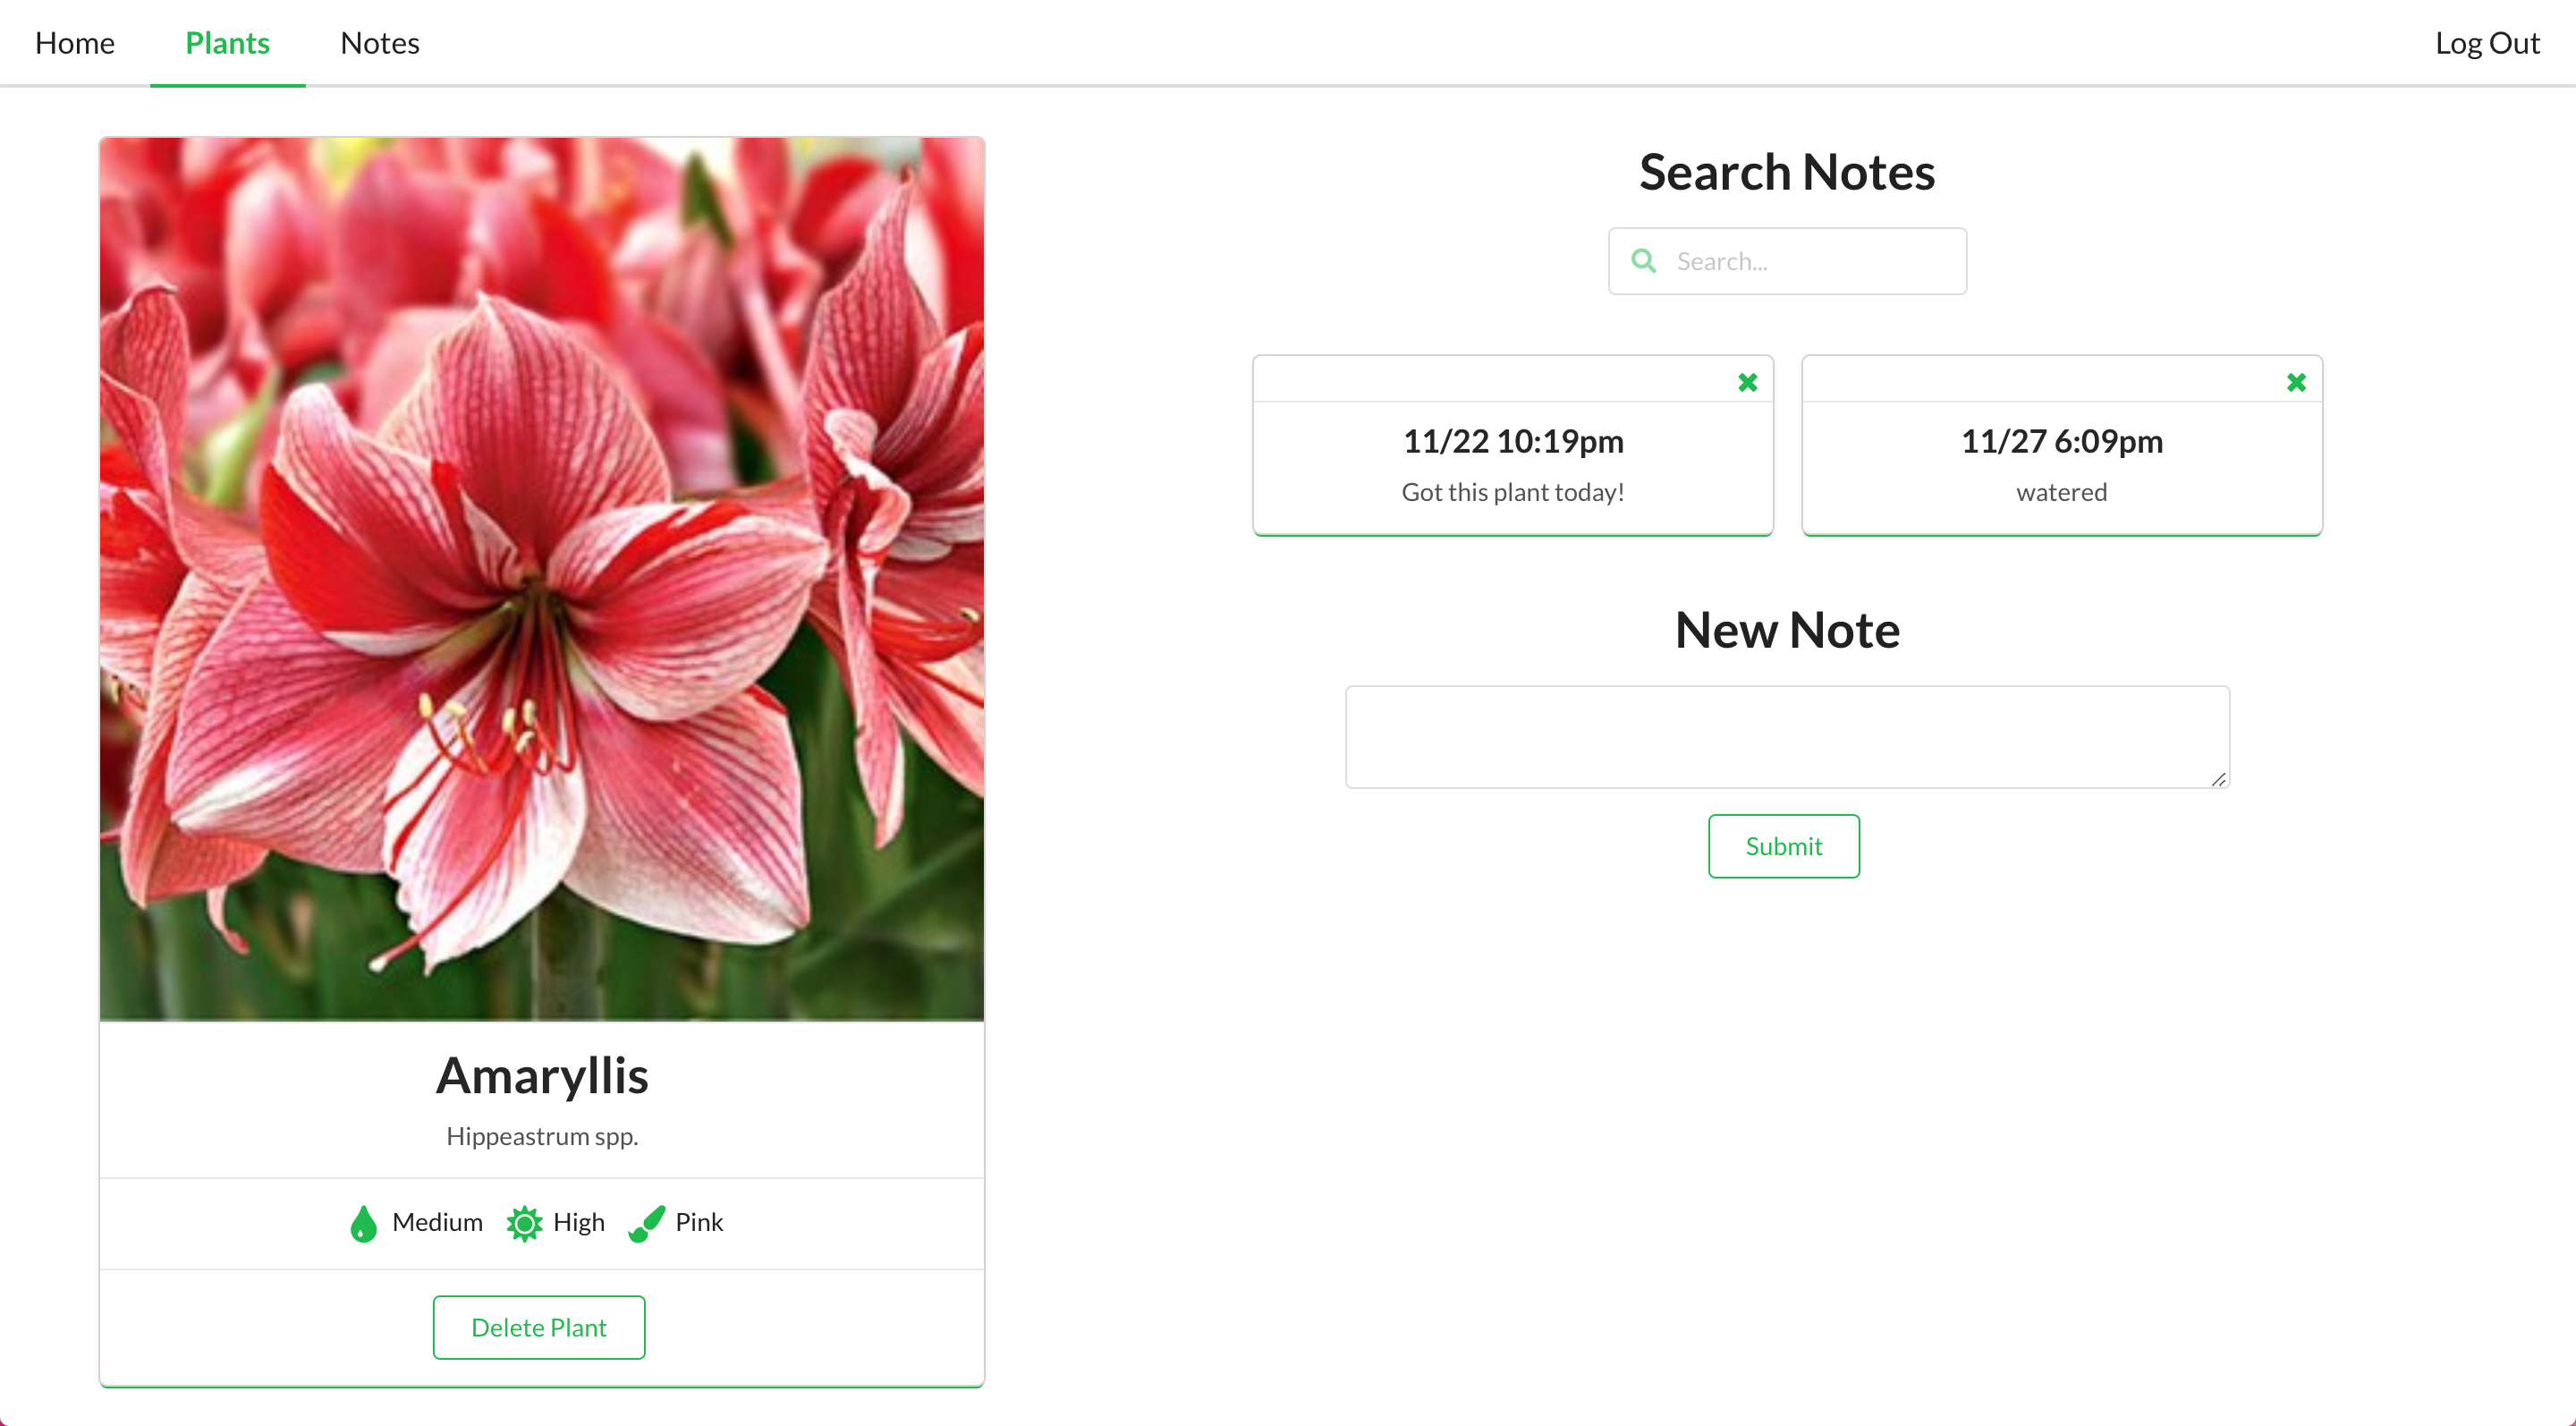 Home Plants Notes Log Out
Amaryllis
Hippeastrum spp.
Medium High Pink
Delete Plant
Search Notes
Search...
11/22 10:19pm
Got this plant today!
11/27 6:09pm
watered
New Note
Submit